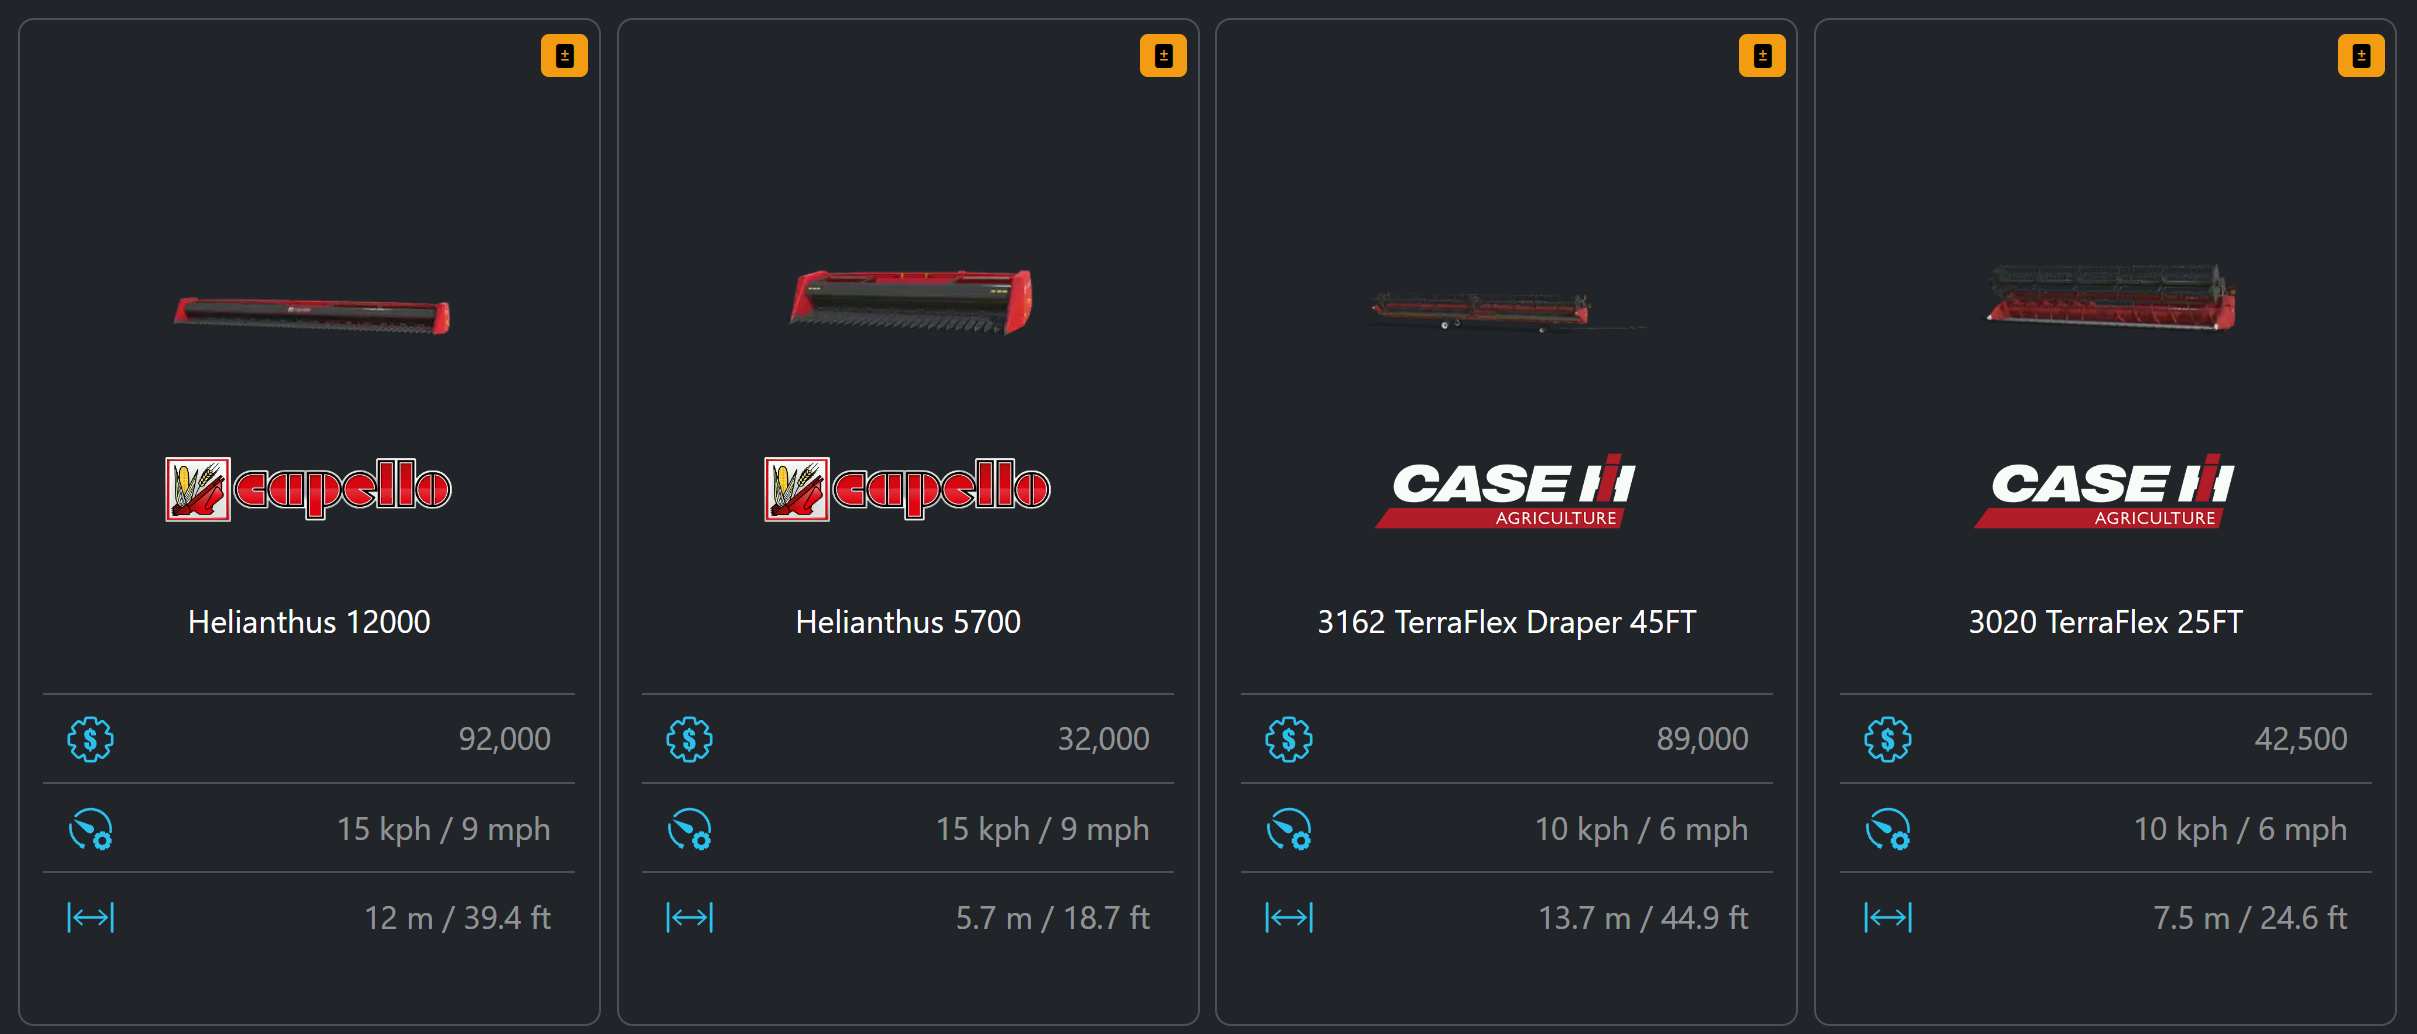 capello
Helianthus 12000
92,000
15 kph / 9 mph
12 m / 39.4 ft
capello
Helianthus 5700
32,000
15 kph / 9 mph
5.7 m / 18.7 ft
CASE IH
AGRICULTURE
3162 TerraFlex Draper 45FT
89,000
10 kph / 6 mph
13.7 m / 44.9 ft
CASE IH
AGRICULTURE
3020 TerraFlex 25FT
42,500
10 kph / 6 mph
7.5 m / 24.6 ft